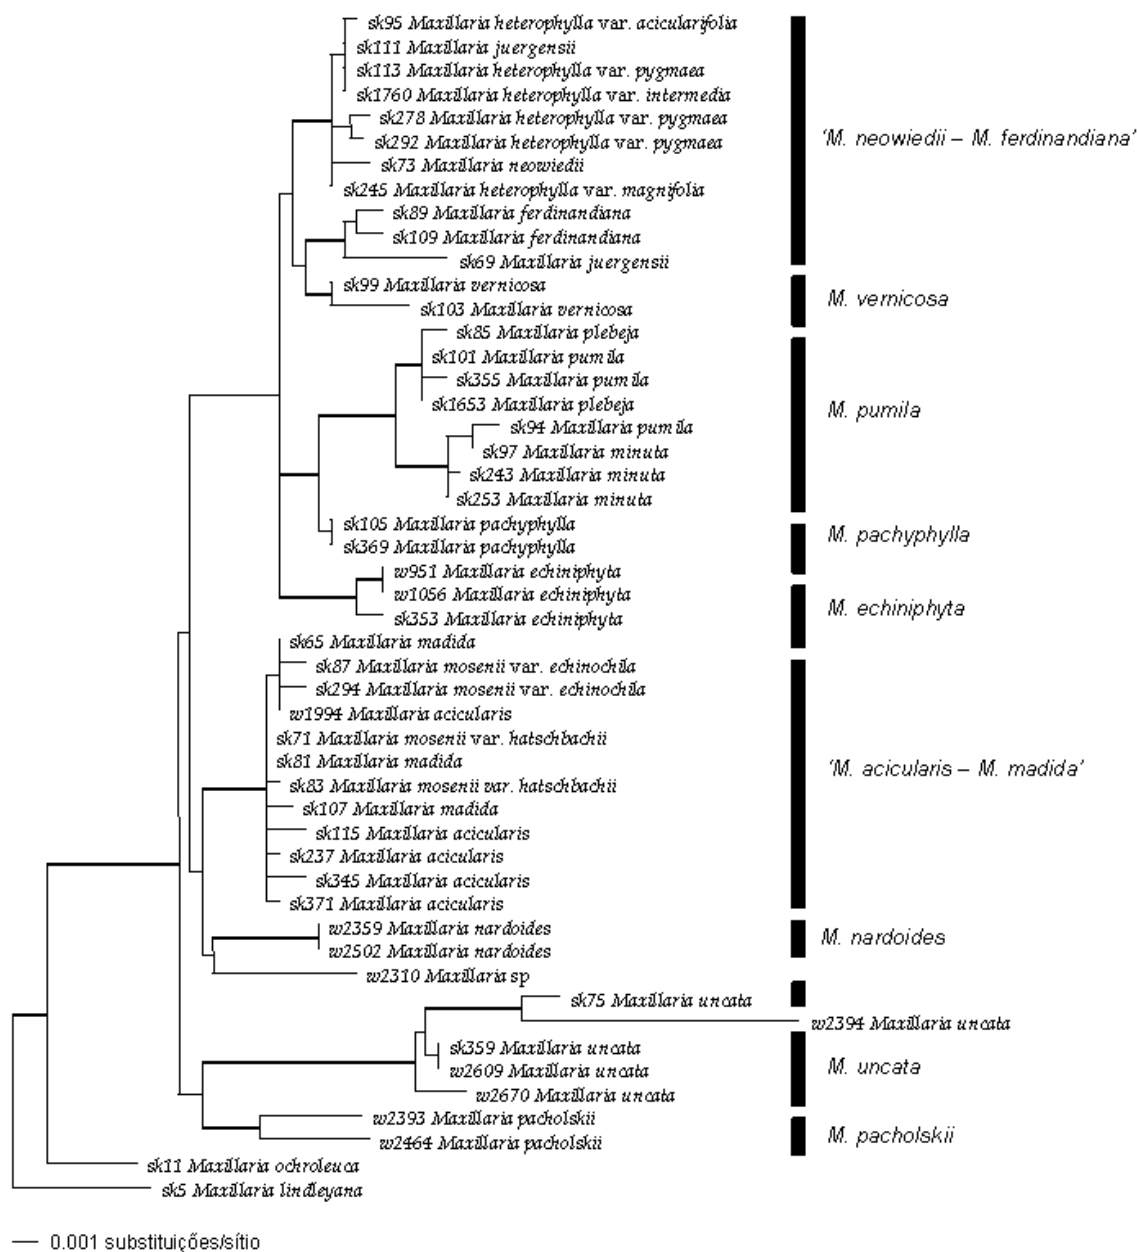 sk95 Maxillaria heterophylla var. acicularifolia
sk111 Maxillaria juergensii
sk113 Maxillaria heterophylla var. pygmaea
sk1760 Maxillaria heterophylla var. intermedia
sk278 Maxillaria heterophylla var. pygmaea
sk292 Maxillaria heterophylla var. pygmaea
sk73 Maxillaria neowiedii
sk245 Maxillaria heterophylla var. magnifolia
sk89 Maxillaria ferdinandiana
sk109 Maxillaria ferdinandiana
sk69 Maxillaria juergensii
'M. neowiedii – M. ferdinandiana'
sk99 Maxillaria vernicosa
sk103 Maxillaria vernicosa
M. vernicosa
sk85 Maxillaria plebeja
sk101 Maxillaria pumila
sk355 Maxillaria pumila
sk1653 Maxillaria plebeja
sk94 Maxillaria pumila
sk97 Maxillaria minuta
sk243 Maxillaria minuta
sk253 Maxillaria minuta
M. pumila
sk105 Maxillaria pachyphylla
sk369 Maxillaria pachyphylla
M. pachyphylla
w951 Maxillaria echiniphyta
w1056 Maxillaria echiniphyta
sk353 Maxillaria echiniphyta
M. echiniphyta
sk65 Maxillaria madida
sk87 Maxillaria mosenii var. echinochila
sk294 Maxillaria mosenii var. echinochila
w1994 Maxillaria acicularis
sk71 Maxillaria mosenii var. hatschbachii
sk81 Maxillaria madida
sk83 Maxillaria mosenii var. hatschbachii
sk107 Maxillaria madida
sk115 Maxillaria acicularis
sk237 Maxillaria acicularis
sk345 Maxillaria acicularis
sk371 Maxillaria acicularis
'M. acicularis – M. madida'
w2359 Maxillaria nardoides
w2502 Maxillaria nardoides
M. nardoides
w2310 Maxillaria sp
sk75 Maxillaria uncata
w2394 Maxillaria uncata
sk359 Maxillaria uncata
w2609 Maxillaria uncata
w2670 Maxillaria uncata
M. uncata
w2393 Maxillaria pacholskii
w2464 Maxillaria pacholskii
M. pacholskii
sk11 Maxillaria ochroleuca
sk5 Maxillaria lindleyana
0.001 substituições/sítio